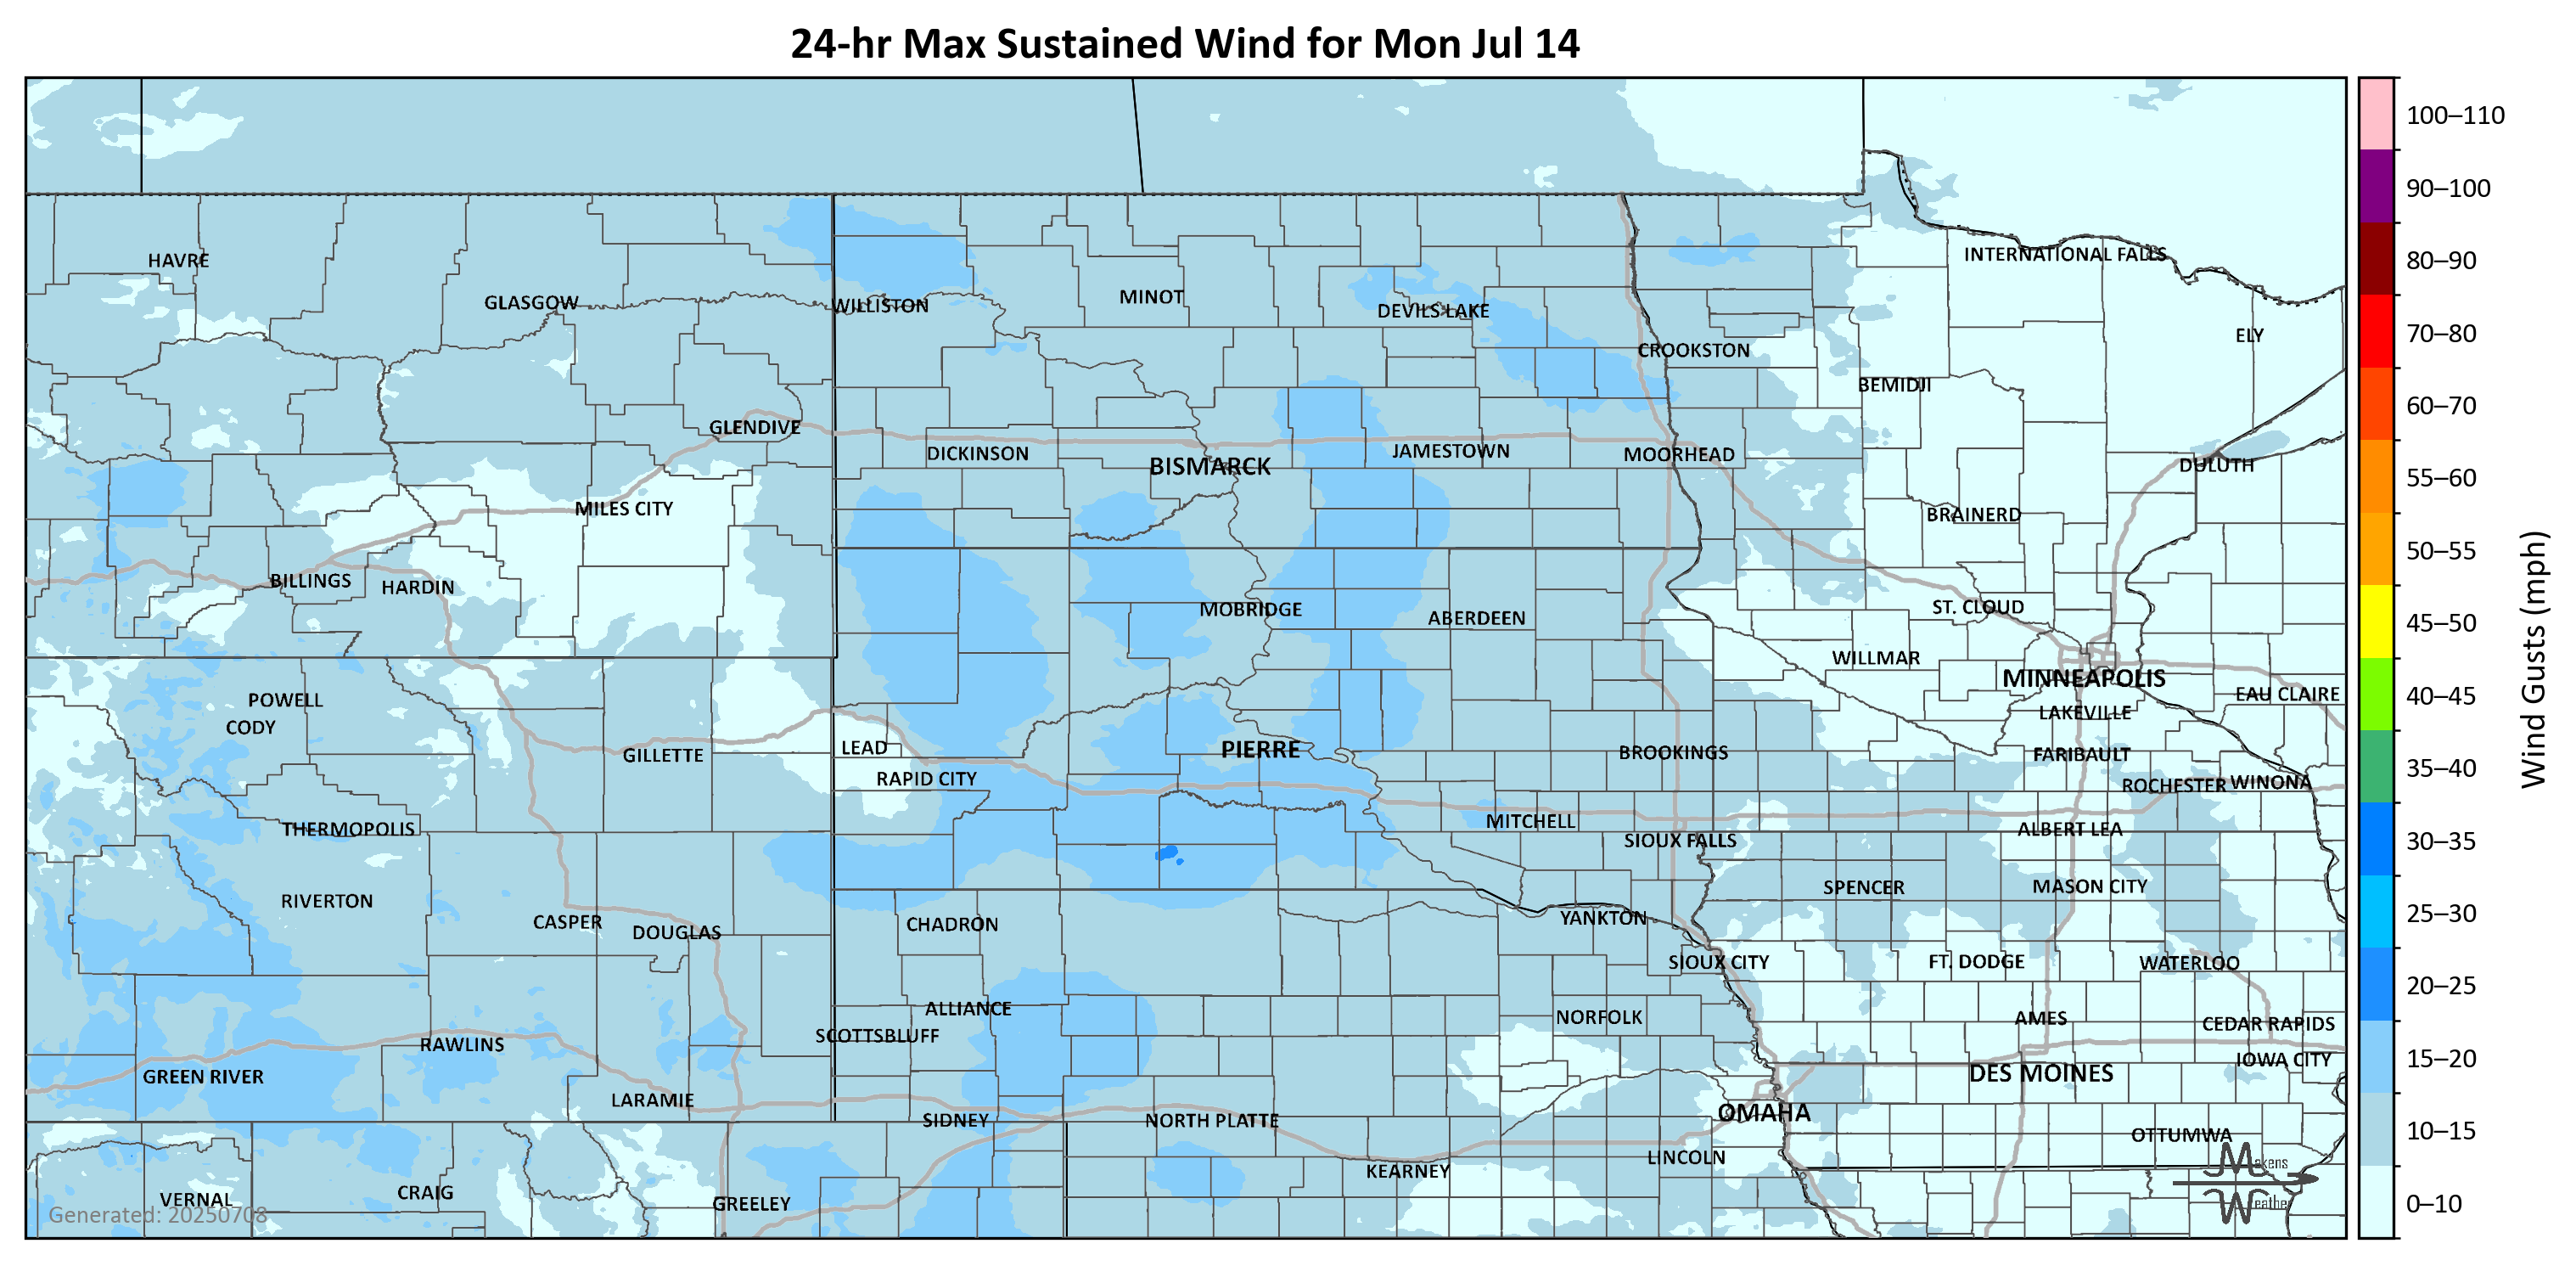 24-hr Max Sustained Wind for Mon Jul 14
100–110
90–100
80–90
70–80
60–70
55–60
50–55
45–50
40–45
35–40
30–35
25–30
20–25
15–20
10–15
0–10
Wind Gusts (mph)
HAVRE
GLASGOW
WILLISTON
MINOT
DEVILS LAKE
INTERNATIONAL FALLS
ELY
CROOKSTON
BEMIDJI
GLENDIVE
DICKINSON
BISMARCK
JAMESTOWN
MOORHEAD
DULUTH
MILES CITY
BRAINERD
BILLINGS
HARDIN
MOBRIDGE
ABERDEEN
ST. CLOUD
WILLMAR
MINNEAPOLIS
EAU CLAIRE
LAKEVILLE
POWELL
CODY
GILLETTE
LEAD
PIERRE
BROOKINGS
FARIBAULT
RAPID CITY
ROCHESTER
WINONA
THERMOPOLIS
MITCHELL
SIOUX FALLS
ALBERT LEA
RIVERTON
CASPER
DOUGLAS
CHADRON
YANKTON
SPENCER
MASON CITY
SIOUX CITY
FT. DODGE
WATERLOO
ALLIANCE
SCOTTSBLUFF
NORFOLK
AMES
CEDAR RAPIDS
RAWLINS
GREEN RIVER
LARAMIE
IOWA CITY
DES MOINES
SIDNEY
NORTH PLATTE
OMAHA
OTTUMWA
KEARNEY
LINCOLN
VERNAL
CRAIG
GREELEY
Makens
Weather
Generated: 20250708